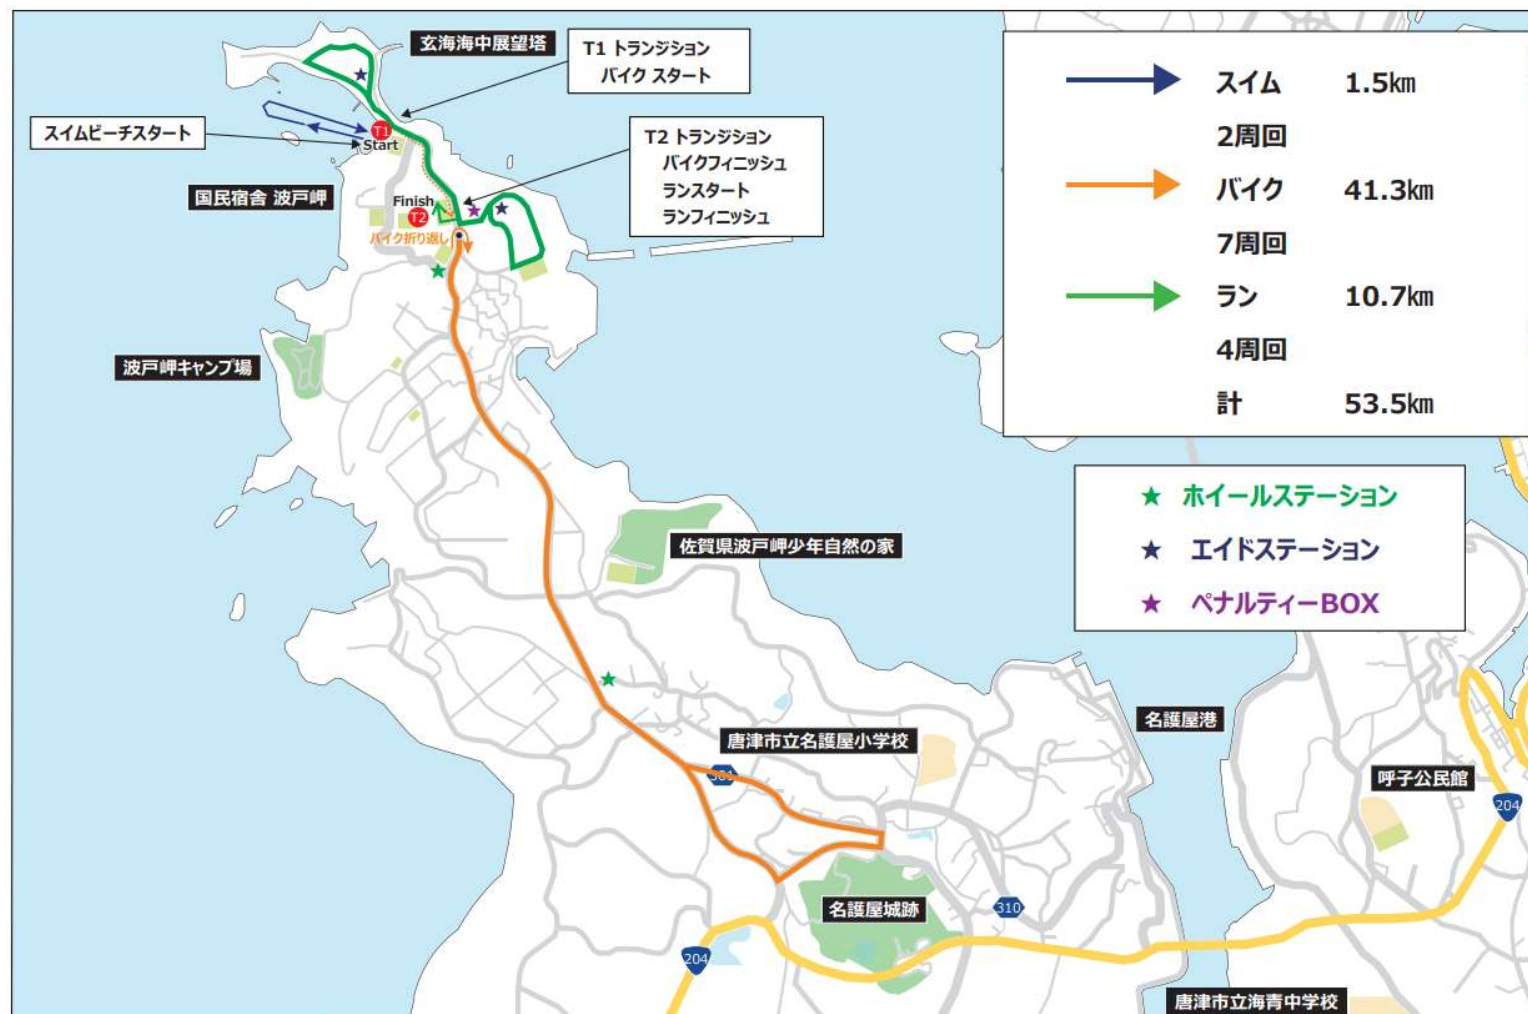 玄海海中展望塔
T1 トランジション
バイク スタート
スイムビーチスタート
T1
Start
T2 トランジション
バイクフィニッシュ
ランスタート
ランフィニッシュ
国民宿舎 波戸岬
Finish
T2
バイク折り返し
波戸岬キャンプ場
スイム 1.5㎞
2周回
バイク 41.3㎞
7周回
ラン 10.7㎞
4周回
計 53.5㎞
★ ホイールステーション
★ エイドステーション
★ ペナルティーBOX
佐賀県波戸岬少年自然の家
名護屋港
唐津市立名護屋小学校
301
呼子公民館
204
名護屋城跡
310
204
唐津市立海青中学校